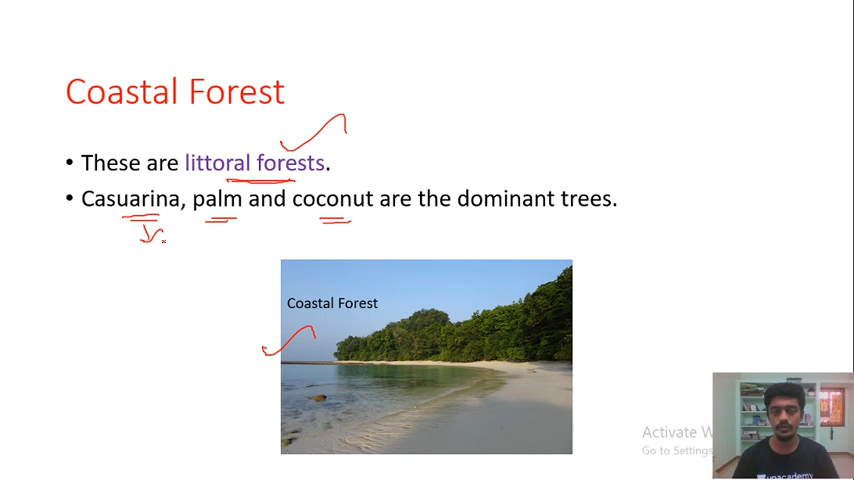 Coastal Forest
• These are littoral forests.
• Casuarina, palm and coconut are the dominant trees.
Coastal Forest
Activate
Go to Settings
unacademy